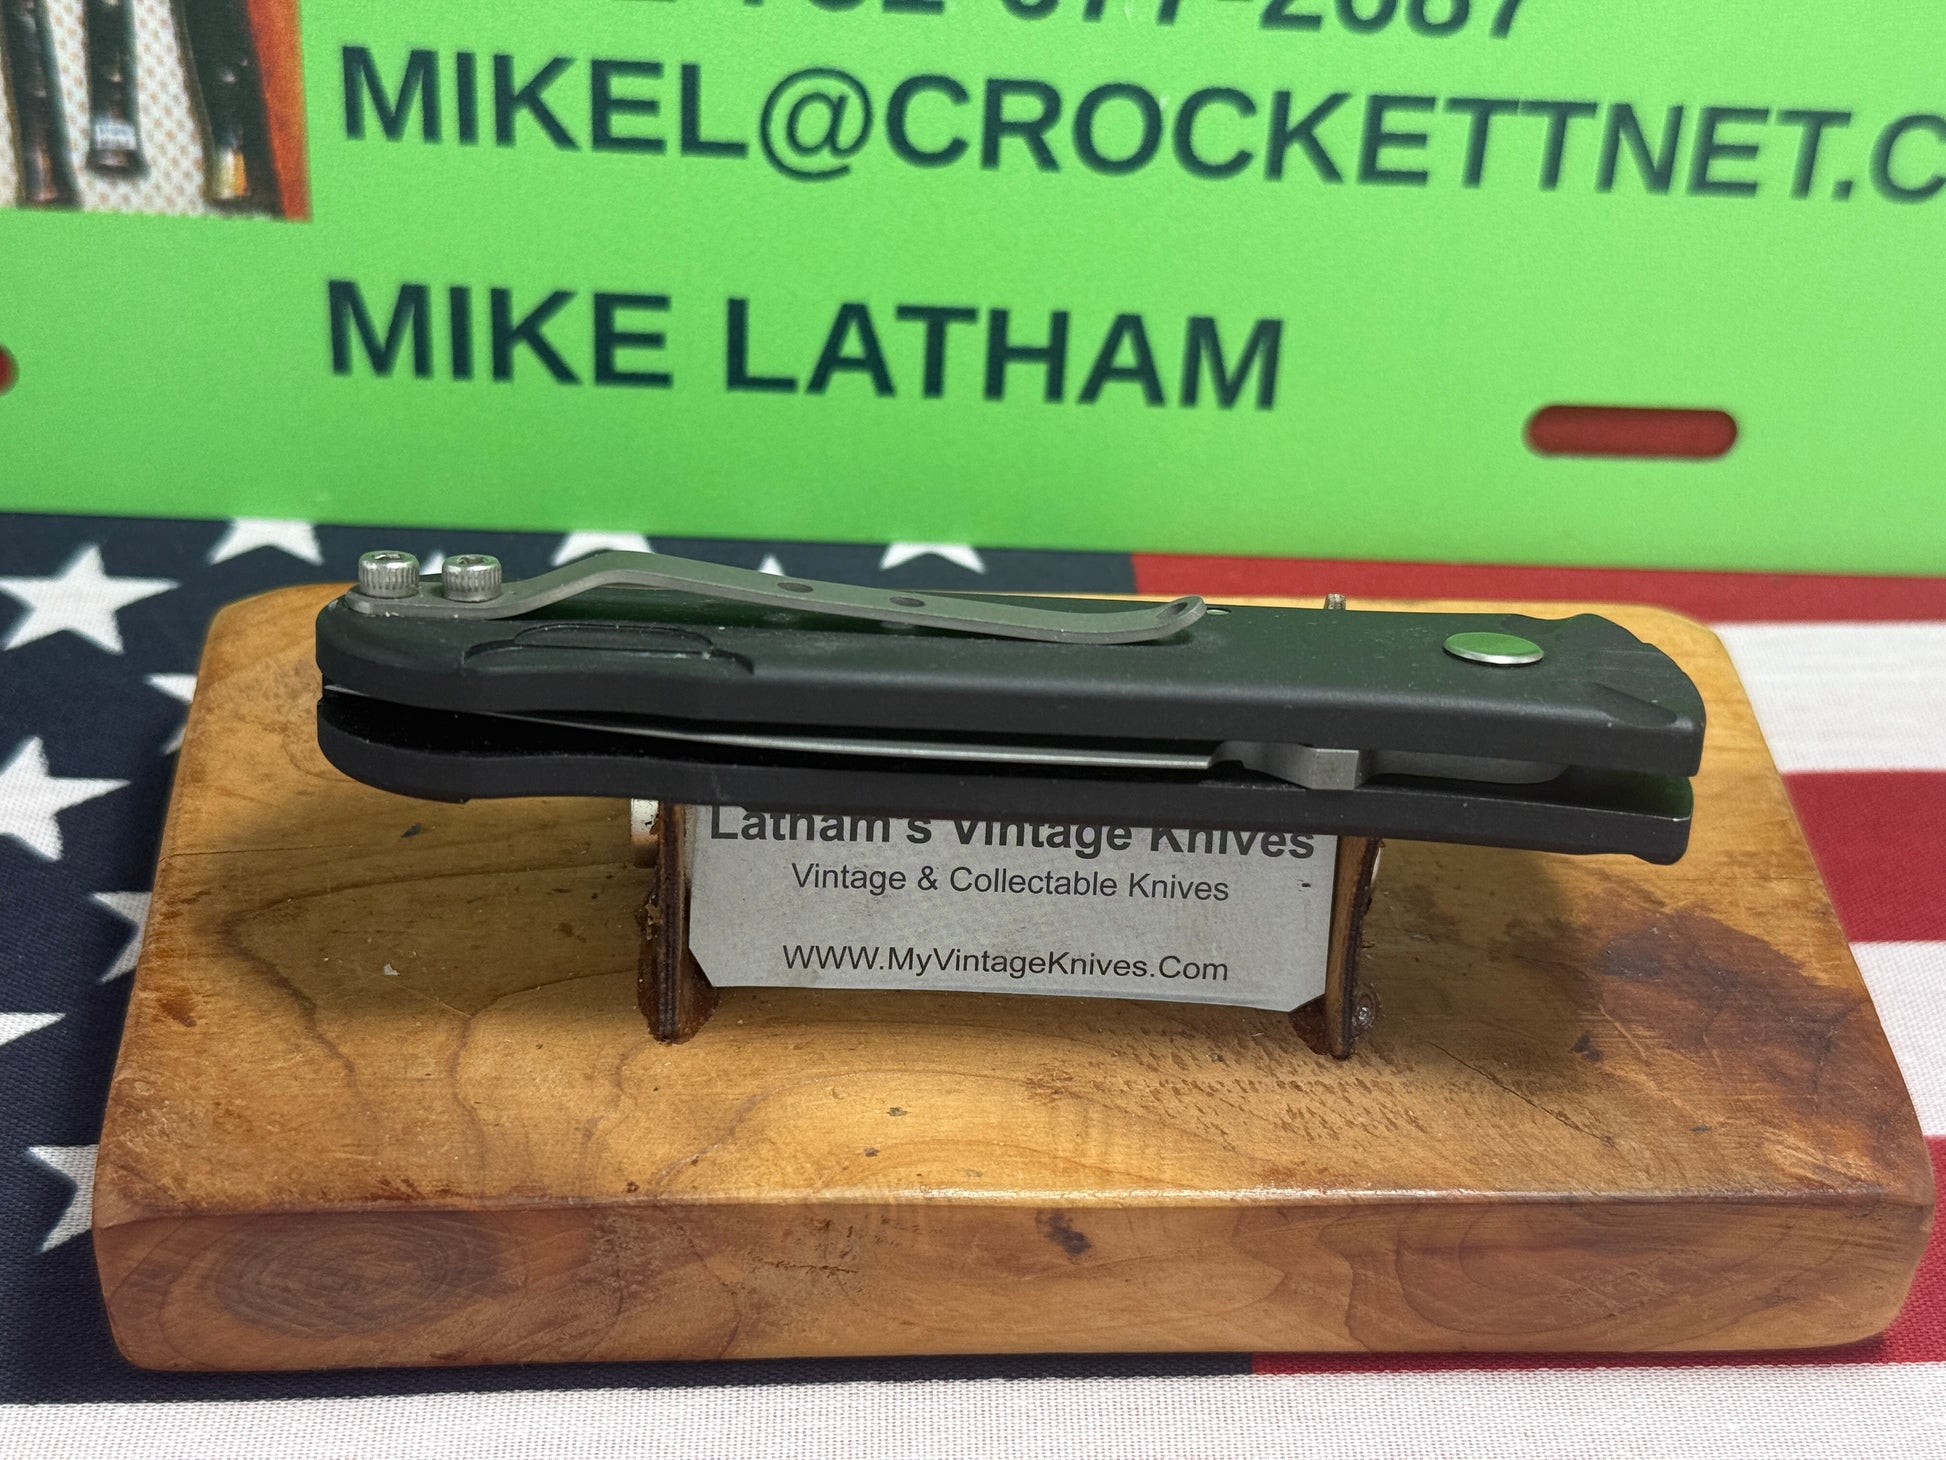 MIKEL@CROCKETTNET.C
MIKE LATHAM
Latham's Vintage Knives
Vintage & Collectable Knives
WWW.MyVintageKnives.Com